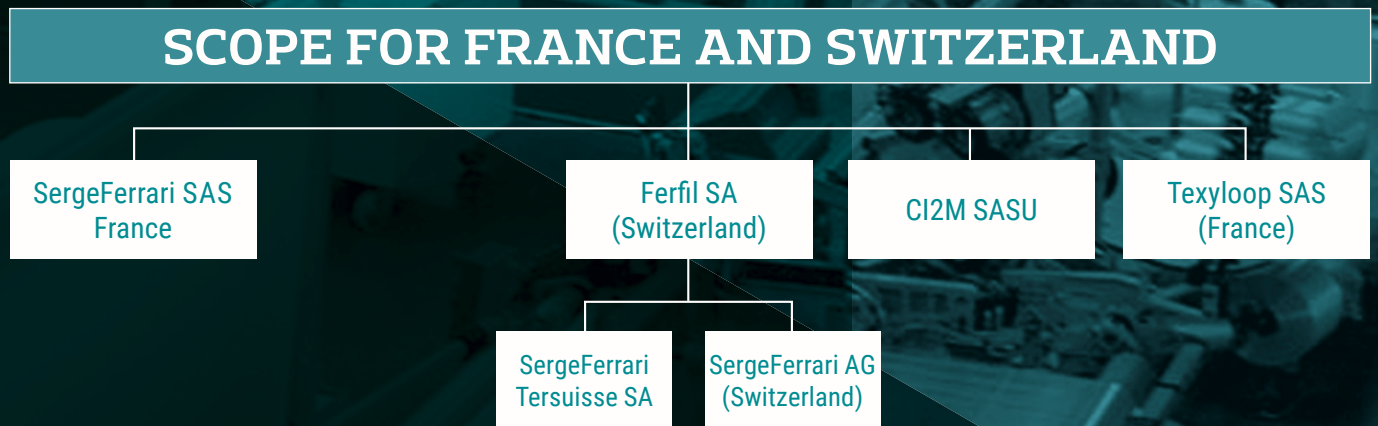 SCOPE FOR FRANCE AND SWITZERLAND
SergeFerrari SAS
France
Ferfil SA
(Switzerland)
CI2M SASU
Texyloop SAS
(France)
SergeFerrari
Tersuisse SA
SergeFerrari AG
(Switzerland)